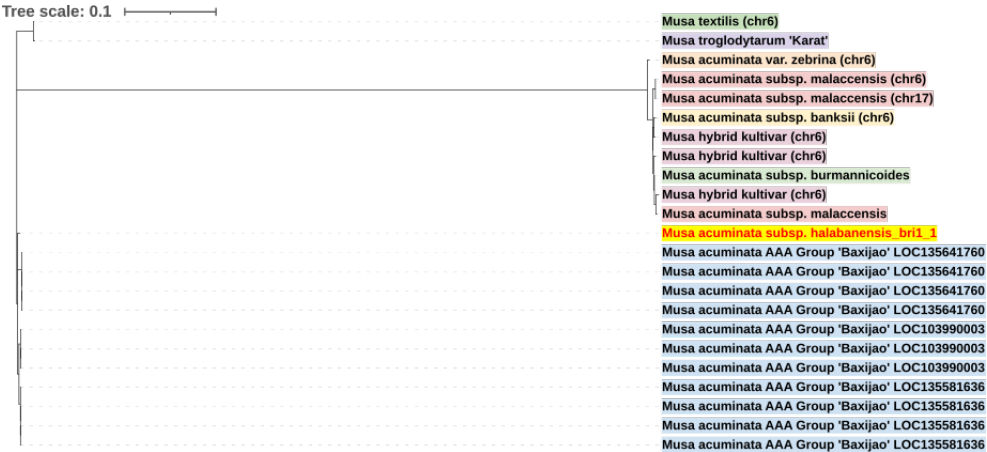 Tree scale: 0.1
Musa textilis (chr6)
Musa troglodytarum 'Karat'
Musa acuminata var. zebrina (chr6)
Musa acuminata subsp. malaccensis (chr6)
Musa acuminata subsp. malaccensis (chr17)
Musa acuminata subsp. banksii (chr6)
Musa hybrid kultivar (chr6)
Musa hybrid kultivar (chr6)
Musa acuminata subsp. burmannicoides
Musa hybrid kultivar (chr6)
Musa acuminata subsp. malaccensis
Musa acuminata subsp. halabanensis_bri1_1
Musa acuminata AAA Group 'Baxijao' LOC135641760
Musa acuminata AAA Group 'Baxijao' LOC135641760
Musa acuminata AAA Group 'Baxijao' LOC135641760
Musa acuminata AAA Group 'Baxijao' LOC135641760
Musa acuminata AAA Group 'Baxijao' LOC103990003
Musa acuminata AAA Group 'Baxijao' LOC103990003
Musa acuminata AAA Group 'Baxijao' LOC103990003
Musa acuminata AAA Group 'Baxijao' LOC135581636
Musa acuminata AAA Group 'Baxijao' LOC135581636
Musa acuminata AAA Group 'Baxijao' LOC135581636
Musa acuminata AAA Group 'Baxijao' LOC135581636